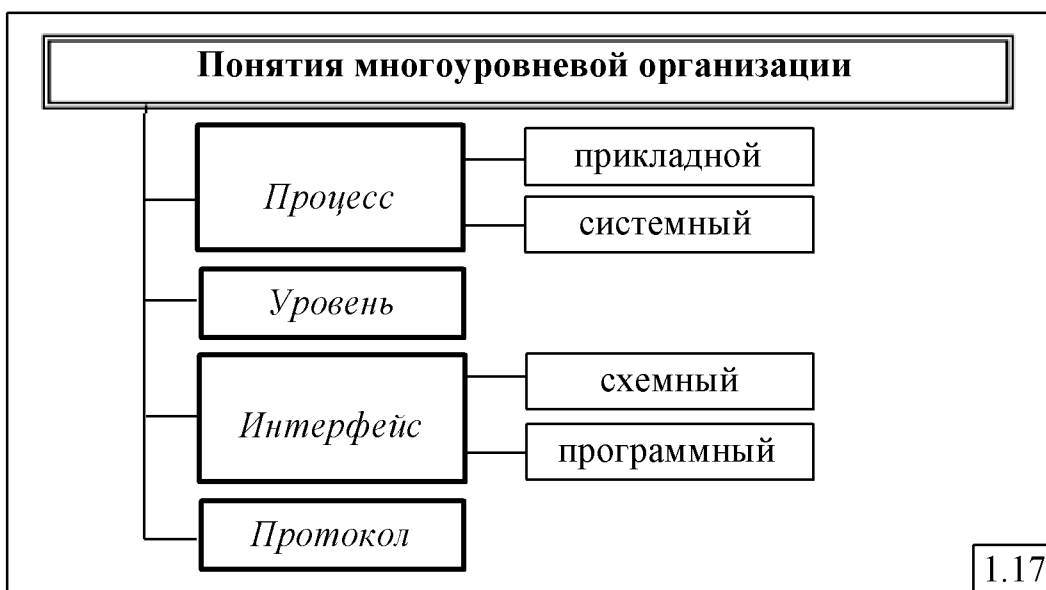 Понятия многоуровневой организации
Процесс
прикладной
системный
Уровень
Интерфейс
схемный
программный
Протокол
1.17